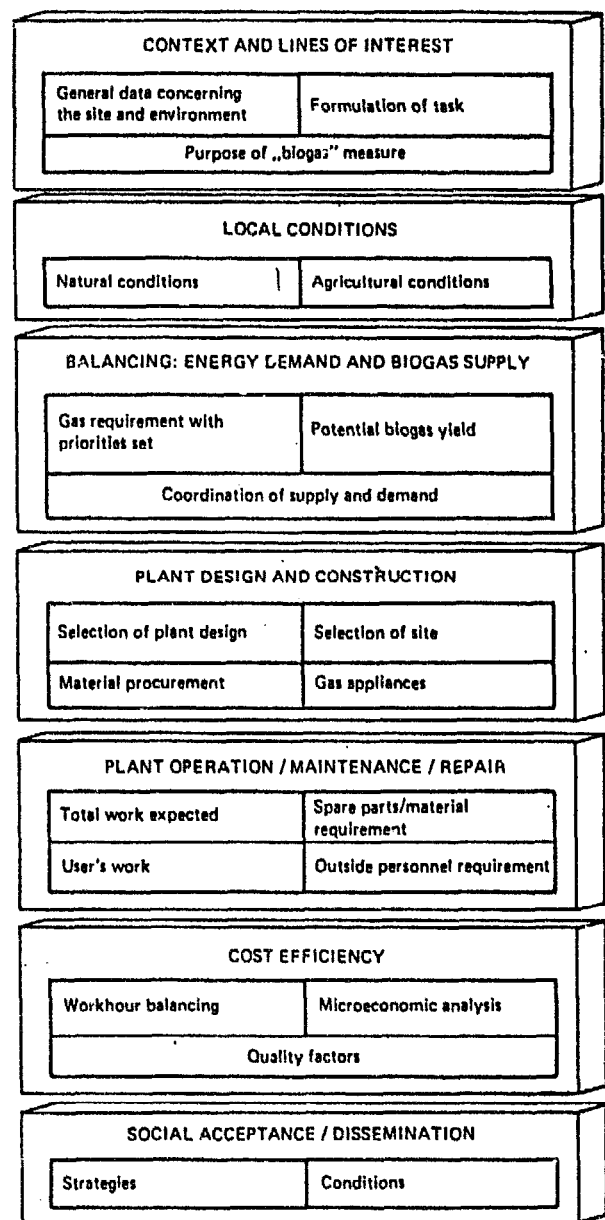 CONTEXT AND LINES OF INTEREST
General data concerning
the site and environment
Formulation of task
Purpose of „biogas” measure
LOCAL CONDITIONS
Natural conditions
Agricultural conditions
BALANCING: ENERGY DEMAND AND BIOGAS SUPPLY
Gas requirement with
priorities set
Potential biogas yield
Coordination of supply and demand
PLANT DESIGN AND CONSTRUCTION
Selection of plant design
Selection of site
Material procurement
Gas appliances
PLANT OPERATION / MAINTENANCE / REPAIR
Total work expected
Spare parts/material
requirement
User's work
Outside personnel requirement
COST EFFICIENCY
Workhour balancing
Microeconomic analysis
Quality factors
SOCIAL ACCEPTANCE / DISSEMINATION
Strategies
Conditions